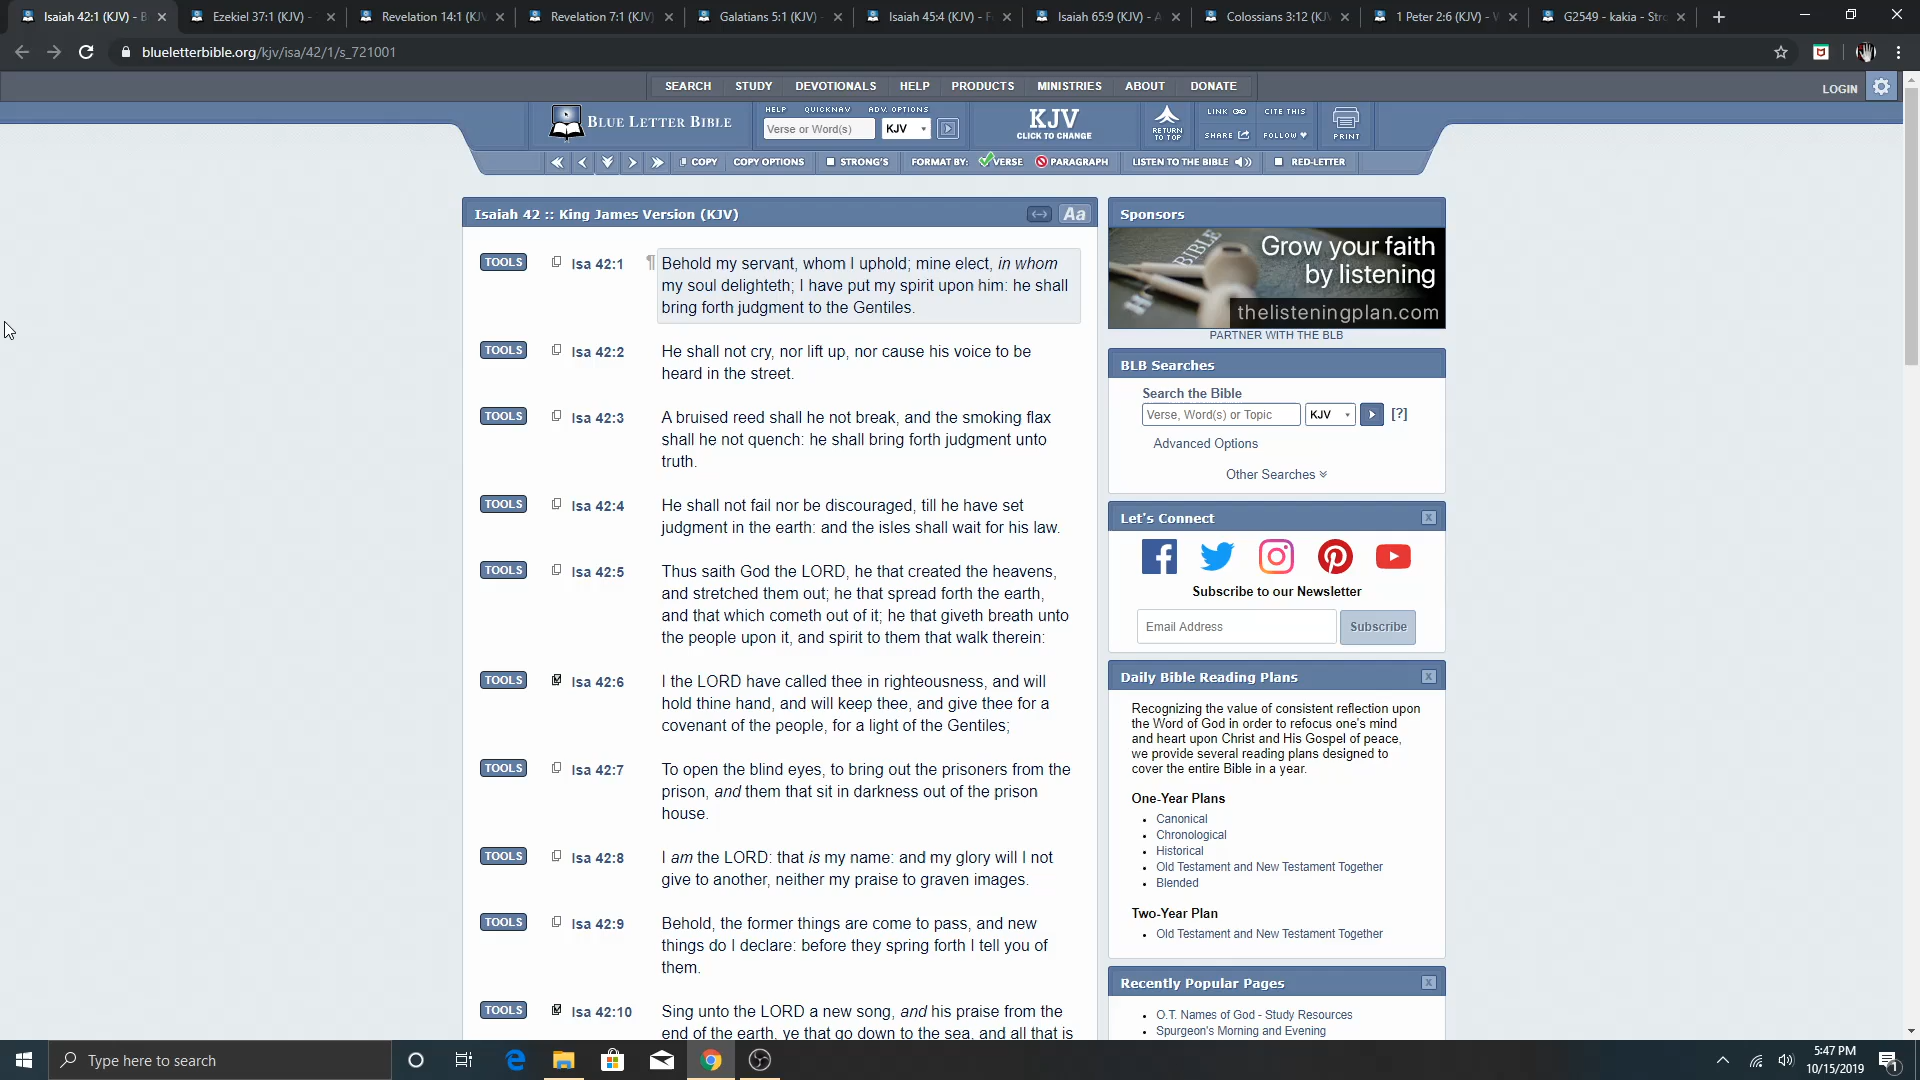 Isaiah 42:1 (KJV) - B
Ezekiel 37:1 (KJV) -
Revelation 14:1 (KJV
Revelation 7:1 (KJV)
Galatians 5:1 (KJV) -
Isaiah 45:4 (KJV) - F
Isaiah 65:9 (KJV) - A
Colossians 3:12 (KJV
1 Peter 2:6 (KJV) - V
G2549 - kakia - Stro
blueletterbible.org/kjv/isa/42/1/s_721001
SEARCH STUDY DEVOTIONALS HELP PRODUCTS MINISTRIES ABOUT DONATE
LOGIN
BLUE LETTER BIBLE
HELP QUICKNAV ADV. OPTIONS
Verse or Word(s) KJV
KJV
CLICK TO CHANGE
RETURN
TO TOP
LINK CITE THIS
SHARE FOLLOW
PRINT
COPY COPY OPTIONS STRONG'S FORMAT BY: VERSE PARAGRAPH LISTEN TO THE BIBLE RED-LETTER
Isaiah 42 :: King James Version (KJV)
Aa
TOOLS Isa 42:1 ¶ Behold my servant, whom I uphold; mine elect, in whom
my soul delighteth; I have put my spirit upon him: he shall
bring forth judgment to the Gentiles.
TOOLS Isa 42:2 He shall not cry, nor lift up, nor cause his voice to be
heard in the street.
TOOLS Isa 42:3 A bruised reed shall he not break, and the smoking flax
shall he not quench: he shall bring forth judgment unto
truth.
TOOLS Isa 42:4 He shall not fail nor be discouraged, till he have set
judgment in the earth: and the isles shall wait for his law.
TOOLS Isa 42:5 Thus saith God the LORD, he that created the heavens,
and stretched them out; he that spread forth the earth,
and that which cometh out of it; he that giveth breath unto
the people upon it, and spirit to them that walk therein:
TOOLS Isa 42:6 I the LORD have called thee in righteousness, and will
hold thine hand, and will keep thee, and give thee for a
covenant of the people, for a light of the Gentiles;
TOOLS Isa 42:7 To open the blind eyes, to bring out the prisoners from the
prison, and them that sit in darkness out of the prison
house.
TOOLS Isa 42:8 I am the LORD: that is my name: and my glory will I not
give to another, neither my praise to graven images.
TOOLS Isa 42:9 Behold, the former things are come to pass, and new
things do I declare: before they spring forth I tell you of
them.
TOOLS Isa 42:10 Sing unto the LORD a new song, and his praise from the
end of the earth, ye that go down to the sea, and all that is
Sponsors
BIBLE
Grow your faith
by listening
thelisteningplan.com
PARTNER WITH THE BLB
BLB Searches
Search the Bible
Verse, Word(s) or Topic KJV [?]
Advanced Options
Other Searches
Let's Connect x
Subscribe to our Newsletter
Email Address Subscribe
Daily Bible Reading Plans x
Recognizing the value of consistent reflection upon
the Word of God in order to refocus one's mind
and heart upon Christ and His Gospel of peace,
we provide several reading plans designed to
cover the entire Bible in a year.
One-Year Plans
Canonical
Chronological
Historical
Old Testament and New Testament Together
Blended
Two-Year Plan
Old Testament and New Testament Together
Recently Popular Pages x
O.T. Names of God - Study Resources
Spurgeon's Morning and Evening
Type here to search
5:47 PM
10/15/2019
1